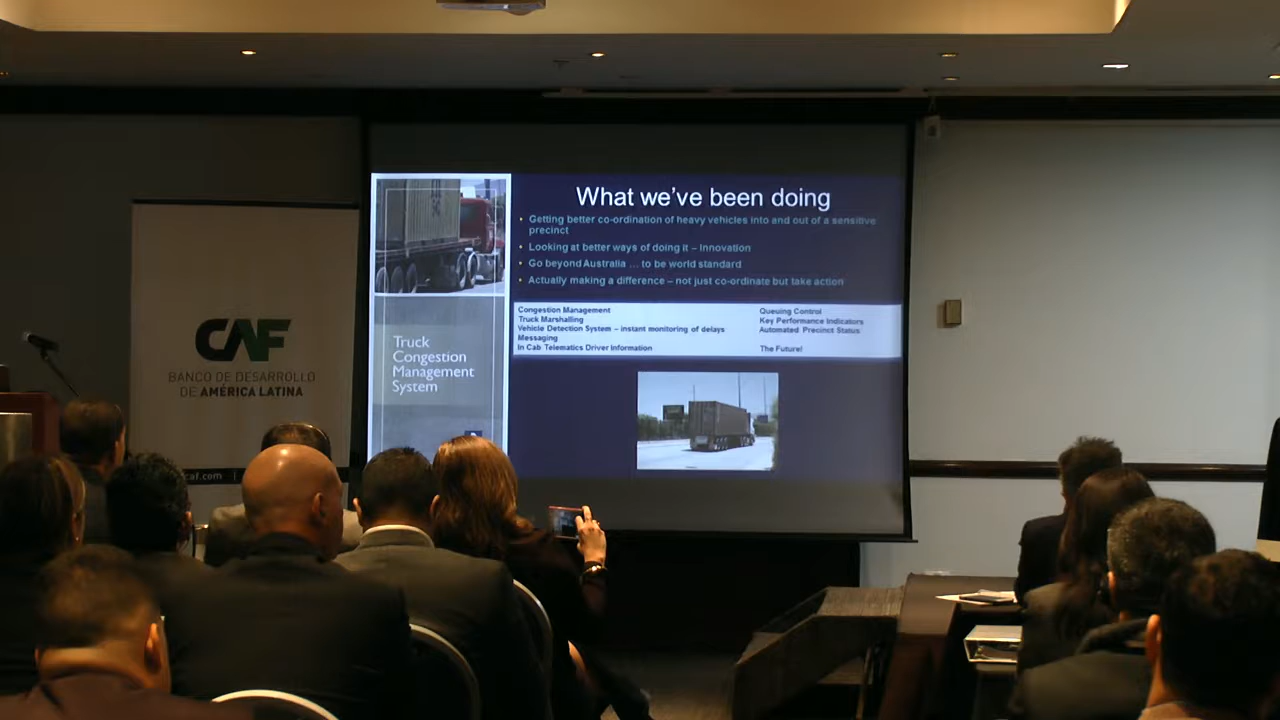 What we've been doing
• Getting better co-ordination of heavy vehicles into and out of a sensitive
precinct
• Looking at better ways of doing it – Innovation
• Go beyond Australia ... to be world standard
• Actually making a difference – not just co-ordinate but take action
Congestion Management
Truck Marshalling
Vehicle Detection System – instant monitoring of delays
Messaging
In Cab Telematics Driver Information
Queuing Control
Key Performance Indicators
Automated Precinct Status
The Future!
Truck
Congestion
Management
System
CAF
BANCO DE DESARROLLO
DE AMÉRICA LATINA
caf.com |